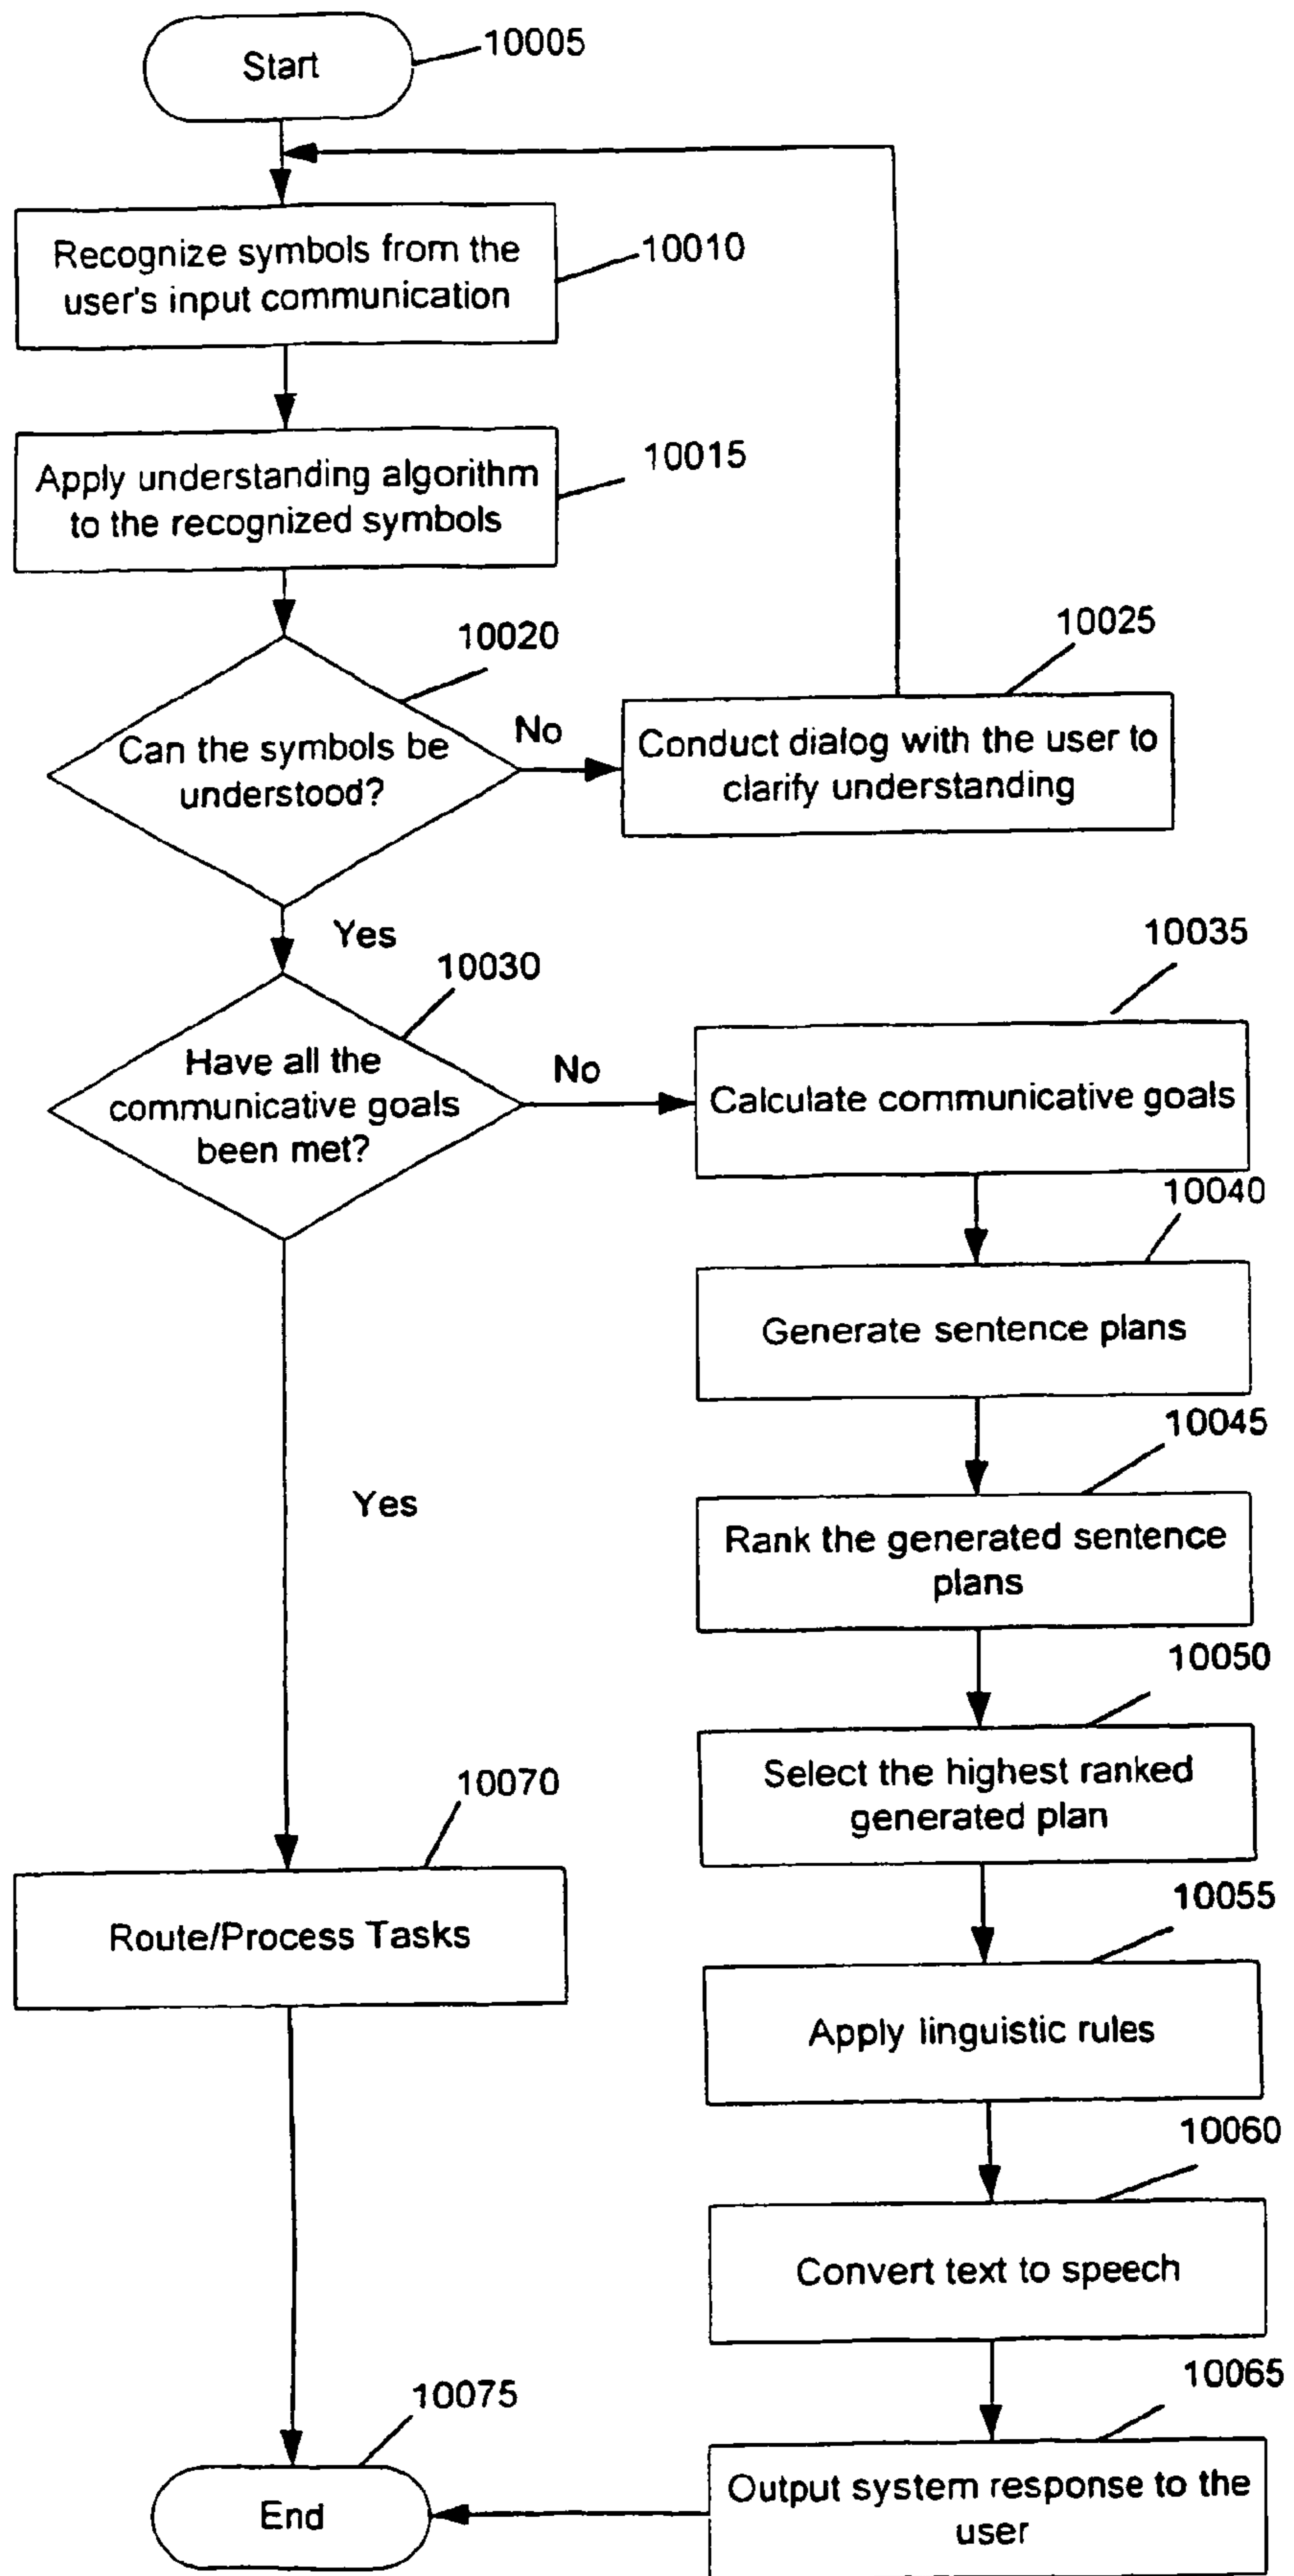 Start
10005
Recognize symbols from the
user's input communication
10010
Apply understanding algorithm
to the recognized symbols
10015
10020
Can the symbols be
understood?
No
10025
Conduct dialog with the user to
clarify understanding
Yes
10030
Have all the
communicative goals
been met?
No
10035
Calculate communicative goals
10040
Generate sentence plans
10045
Rank the generated sentence
plans
Yes
10050
Select the highest ranked
generated plan
10070
Route/Process Tasks
10055
Apply linguistic rules
10060
Convert text to speech
10065
Output system response to the
user
10075
End